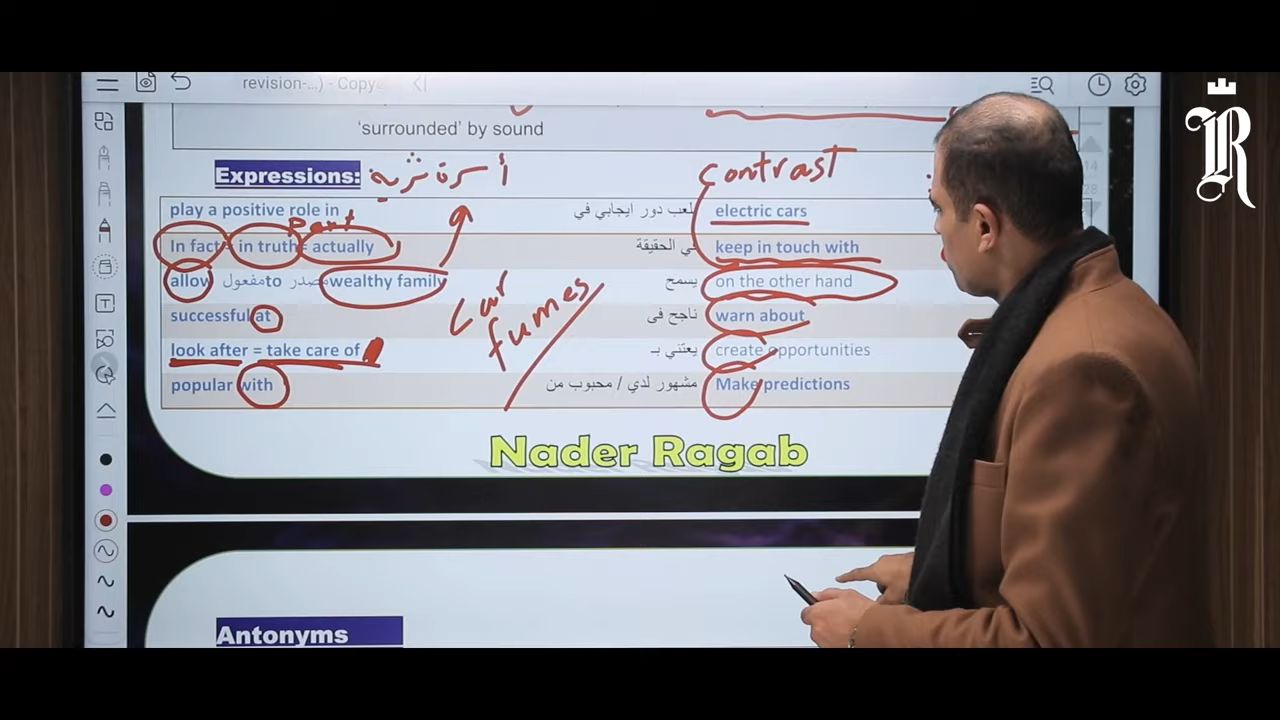 revision-...) - Copy
'surrounded' by sound
Expressions: أسرة ثرية
contrast
play a positive role in
part
يلعب دور ايجابي في
electric cars
In fact = in truth = actually
في الحقيقة
keep in touch with
allow مفعول to مصدر
wealthy family
يسمح
on the other hand
successful at
ناجح فى
warn about
car fumes
look after = take care of
يعتني بـ
create opportunities
popular with
مشهور لدي / محبوب من
Make predictions
Nader Ragab
Antonyms
R
14
28